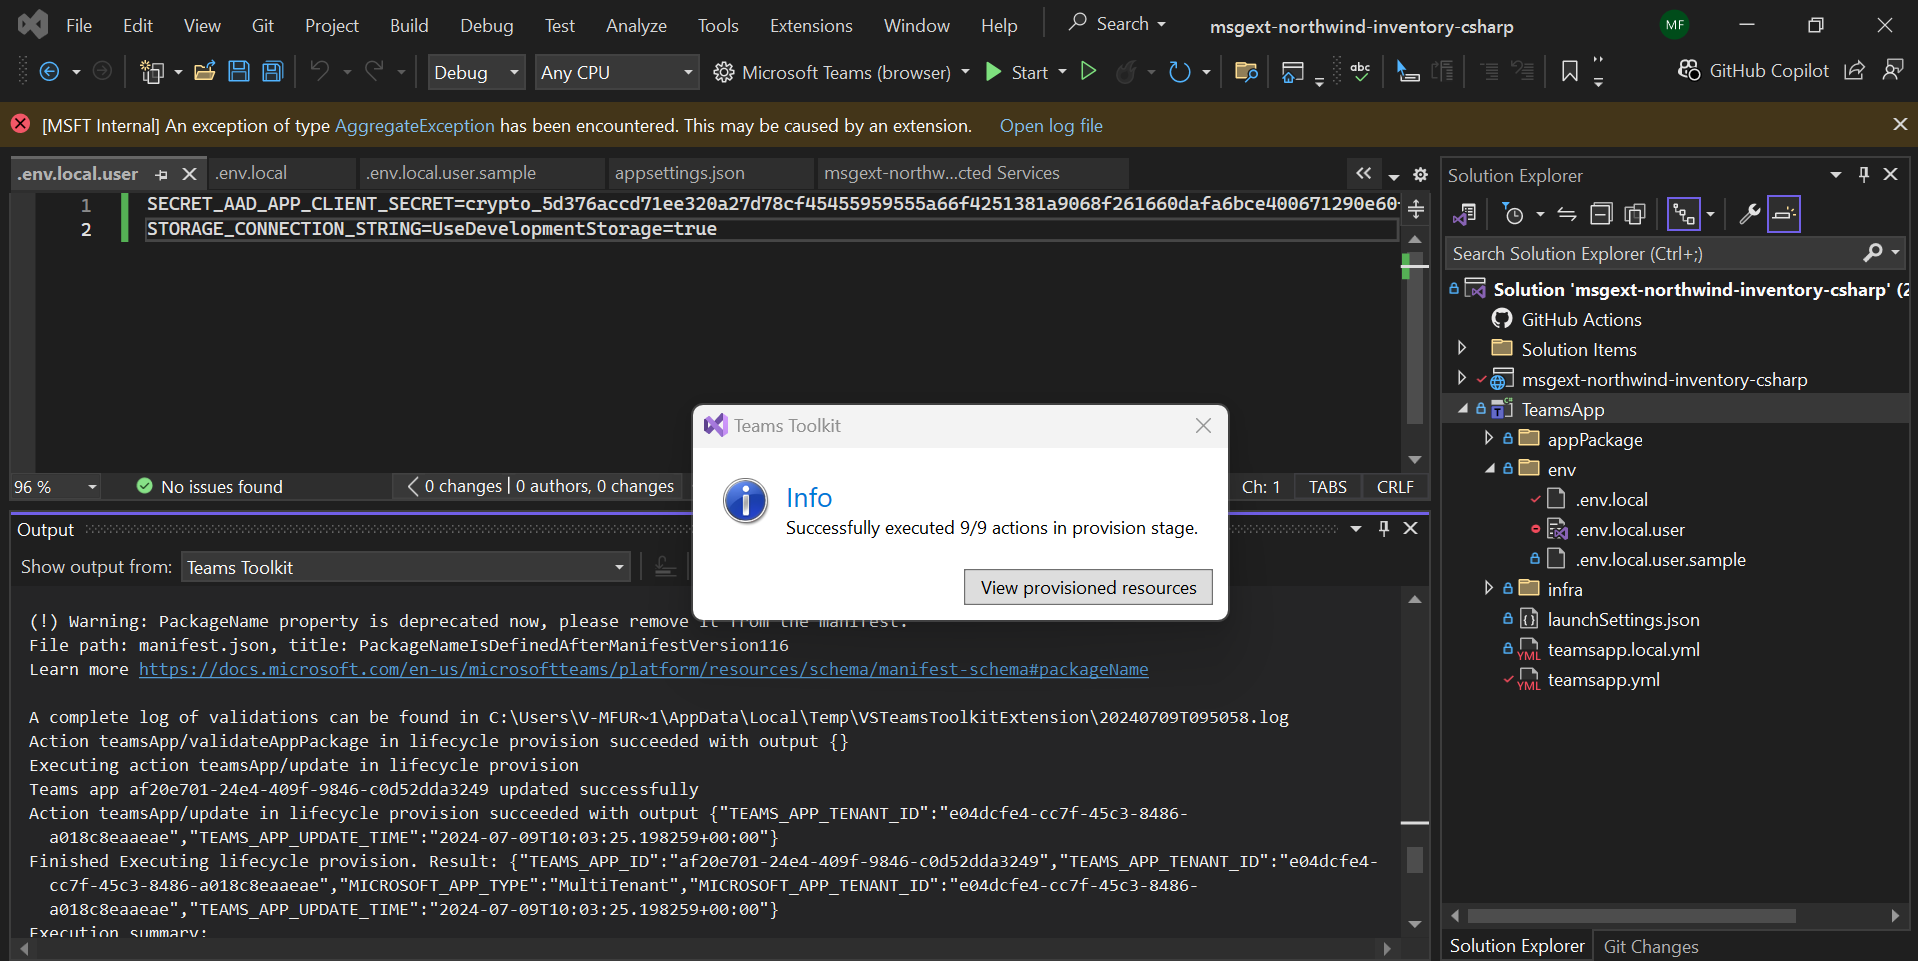 File Edit View Git Project Build Debug Test Analyze Tools Extensions Window Help Search msgext-northwind-inventory-csharp MF
Debug Any CPU Microsoft Teams (browser) Start abc GitHub Copilot
[MSFT Internal] An exception of type AggregateException has been encountered. This may be caused by an extension. Open log file
.env.local.user .env.local .env.local.user.sample appsettings.json msgext-northw...cted Services
1 SECRET_AAD_APP_CLIENT_SECRET=crypto_5d376accd71ee320a27d78cf45455959555a66f4251381a9068f261660dafa6bce400671290e60
2 STORAGE_CONNECTION_STRING=UseDevelopmentStorage=true
96 % No issues found 0 changes | 0 authors, 0 changes Ch: 1 TABS CRLF
Teams Toolkit
Info
Successfully executed 9/9 actions in provision stage.
View provisioned resources
Output
Show output from: Teams Toolkit
(!) Warning: PackageName property is deprecated now, please remove it from the manifest.
File path: manifest.json, title: PackageNameIsDefinedAfterManifestVersion116
Learn more https://docs.microsoft.com/en-us/microsoftteams/platform/resources/schema/manifest-schema#packageName
A complete log of validations can be found in C:\Users\V-MFUR~1\AppData\Local\Temp\VSTeamsToolkitExtension\20240709T095058.log
Action teamsApp/validateAppPackage in lifecycle provision succeeded with output {}
Executing action teamsApp/update in lifecycle provision
Teams app af20e701-24e4-409f-9846-c0d52dda3249 updated successfully
Action teamsApp/update in lifecycle provision succeeded with output {"TEAMS_APP_TENANT_ID":"e04dcfe4-cc7f-45c3-8486-
a018c8eaaeae","TEAMS_APP_UPDATE_TIME":"2024-07-09T10:03:25.198259+00:00"}
Finished Executing lifecycle provision. Result: {"TEAMS_APP_ID":"af20e701-24e4-409f-9846-c0d52dda3249","TEAMS_APP_TENANT_ID":"e04dcfe4-
cc7f-45c3-8486-a018c8eaaeae","MICROSOFT_APP_TYPE":"MultiTenant","MICROSOFT_APP_TENANT_ID":"e04dcfe4-cc7f-45c3-8486-
a018c8eaaeae","TEAMS_APP_UPDATE_TIME":"2024-07-09T10:03:25.198259+00:00"}
Execution summary:
Solution Explorer
Search Solution Explorer (Ctrl+;)
Solution 'msgext-northwind-inventory-csharp' (2
GitHub Actions
Solution Items
msgext-northwind-inventory-csharp
TeamsApp
appPackage
env
.env.local
.env.local.user
.env.local.user.sample
infra
launchSettings.json
YML teamsapp.local.yml
YML teamsapp.yml
Solution Explorer Git Changes